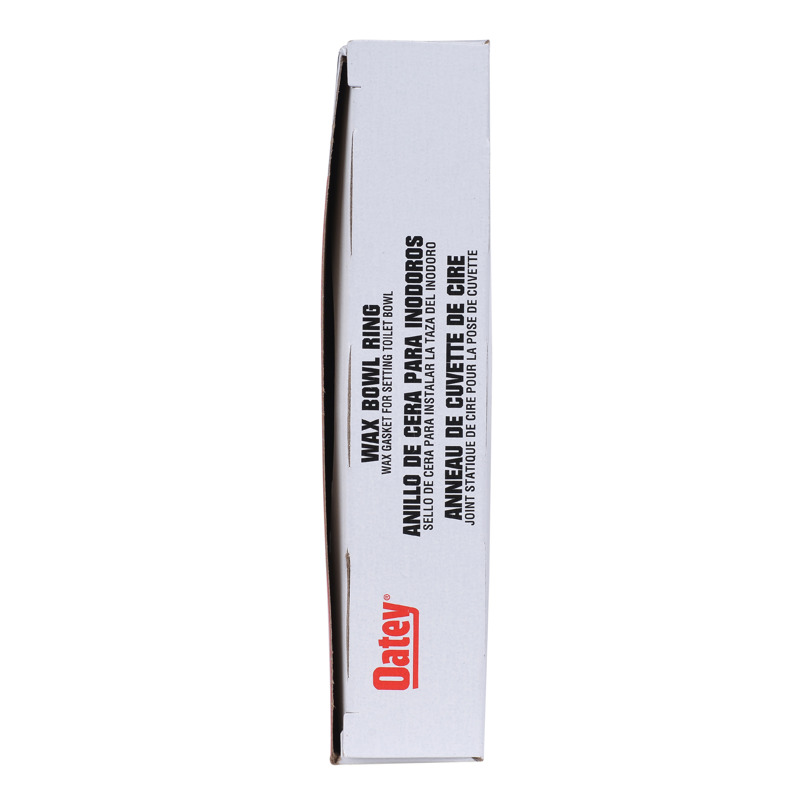 Oatey®
WAX BOWL RING
WAX GASKET FOR SETTING TOILET BOWL
ANILLO DE CERA PARA INODOROS
SELLO DE CERA PARA INSTALAR LA TAZA DEL INODORO
ANNEAU DE CUVETTE DE CIRE
JOINT STATIQUE DE CIRE POUR LA POSE DE CUVETTE